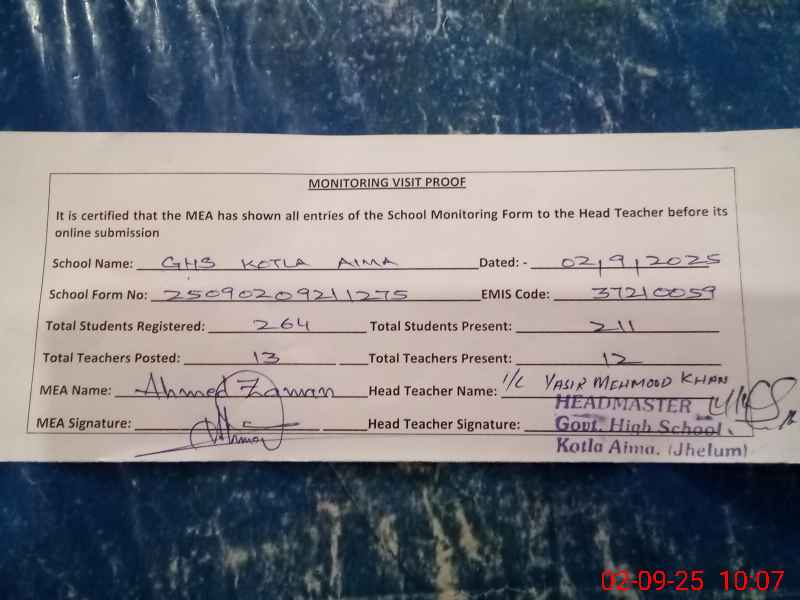 MONITORING VISIT PROOF
It is certified that the MEA has shown all entries of the School Monitoring Form to the Head Teacher before its
online submission
School Name: GHS KOTLA AIMA Dated: - 02,9,2025
School Form No: 25090209211275 EMIS Code: 37210059
Total Students Registered: 264 Total Students Present: 211
Total Teachers Posted: 13 Total Teachers Present: 12
MEA Name: Ahmed Zaman Head Teacher Name: I/C YASIR MEHMOOD KHAN
MEA Signature: Head Teacher Signature:
HEADMASTER
Govt. High School,
Kotla Aima. (Jhelum)
02-09-25 10:07